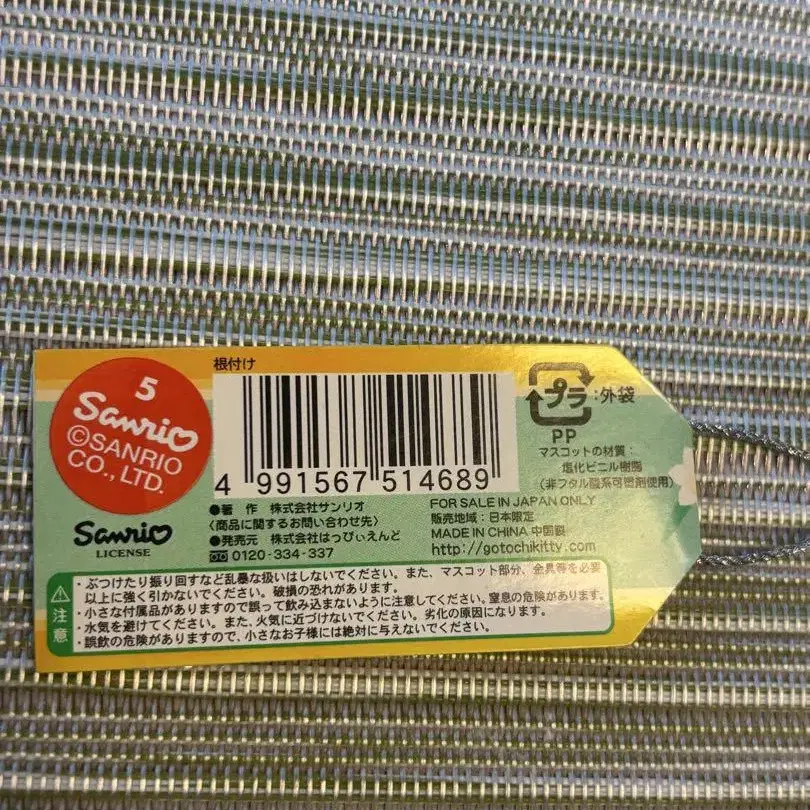 根付け
5
Sanrio
©SANRIO
CO., LTD.
4 991567 514689
プラ
:外袋
PP
マスコットの材質:
塩化ビニル樹脂
(非フタル酸系可塑剤使用)
Sanrio
LICENSE
●著 作 株式会社サンリオ
〈商品に関するお問い合わせ先〉
●発売元 株式会社はっぴぃえんど
0120-334-337
FOR SALE IN JAPAN ONLY
販売地域:日本限定
MADE IN CHINA 中国製
http://gotochikitty.com
注意
・ぶつけたり振り回すなど乱暴な扱いはしないでください。また、マスコット部分、金具等を必要
以上に強く引かないでください。破損の恐れがあります。
・小さな付属品がありますので誤って飲み込まないように注意してください。窒息の危険があります。
・水気を避けてください。また、火気に近づけないでください。劣化の原因になります。
・誤飲の危険がありますので、小さなお子様には絶対に与えないでください。